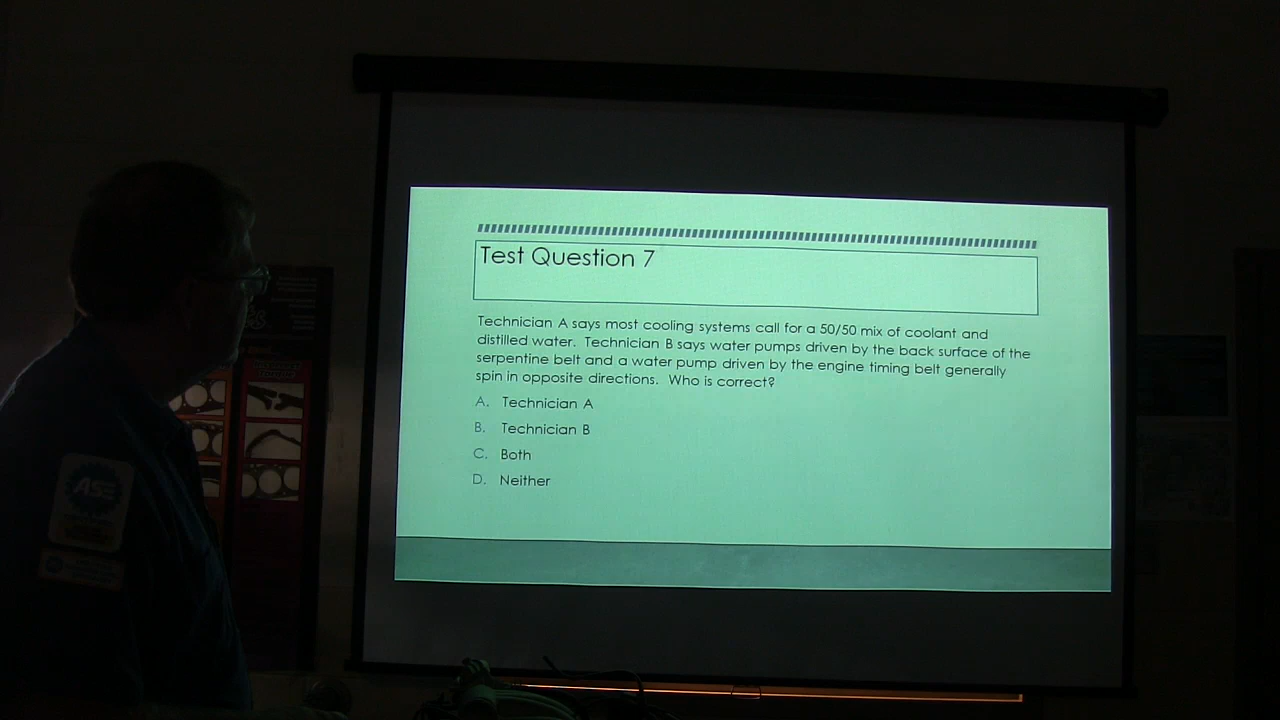 Test Question 7
Technician A says most cooling systems call for a 50/50 mix of coolant and
distilled water. Technician B says water pumps driven by the back surface of the
serpentine belt and a water pump driven by the engine timing belt generally
spin in opposite directions. Who is correct?
A. Technician A
B. Technician B
C. Both
D. Neither
ASE